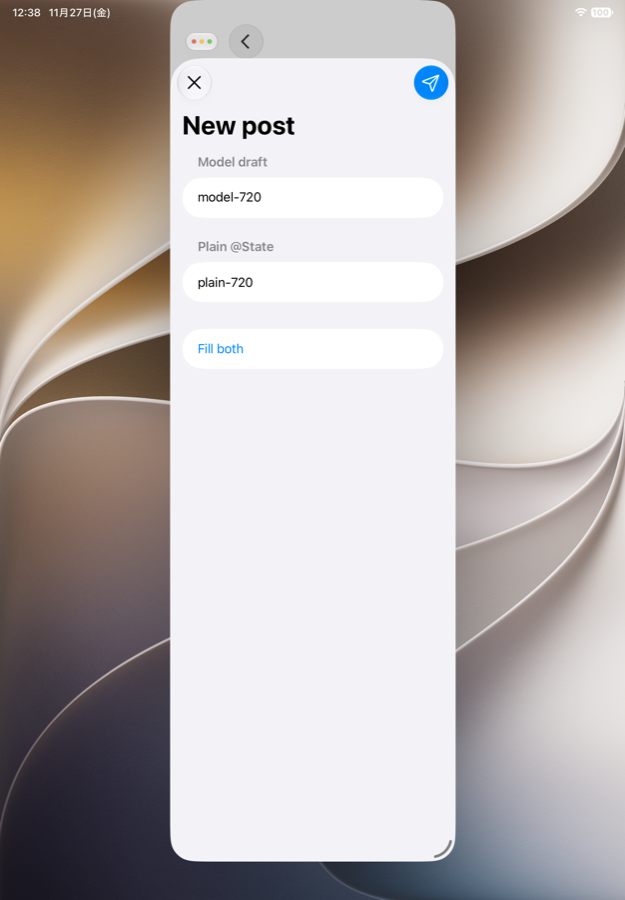 12:38 11月27日(金)
100
New post
Model draft
model-720
Plain @State
plain-720
Fill both